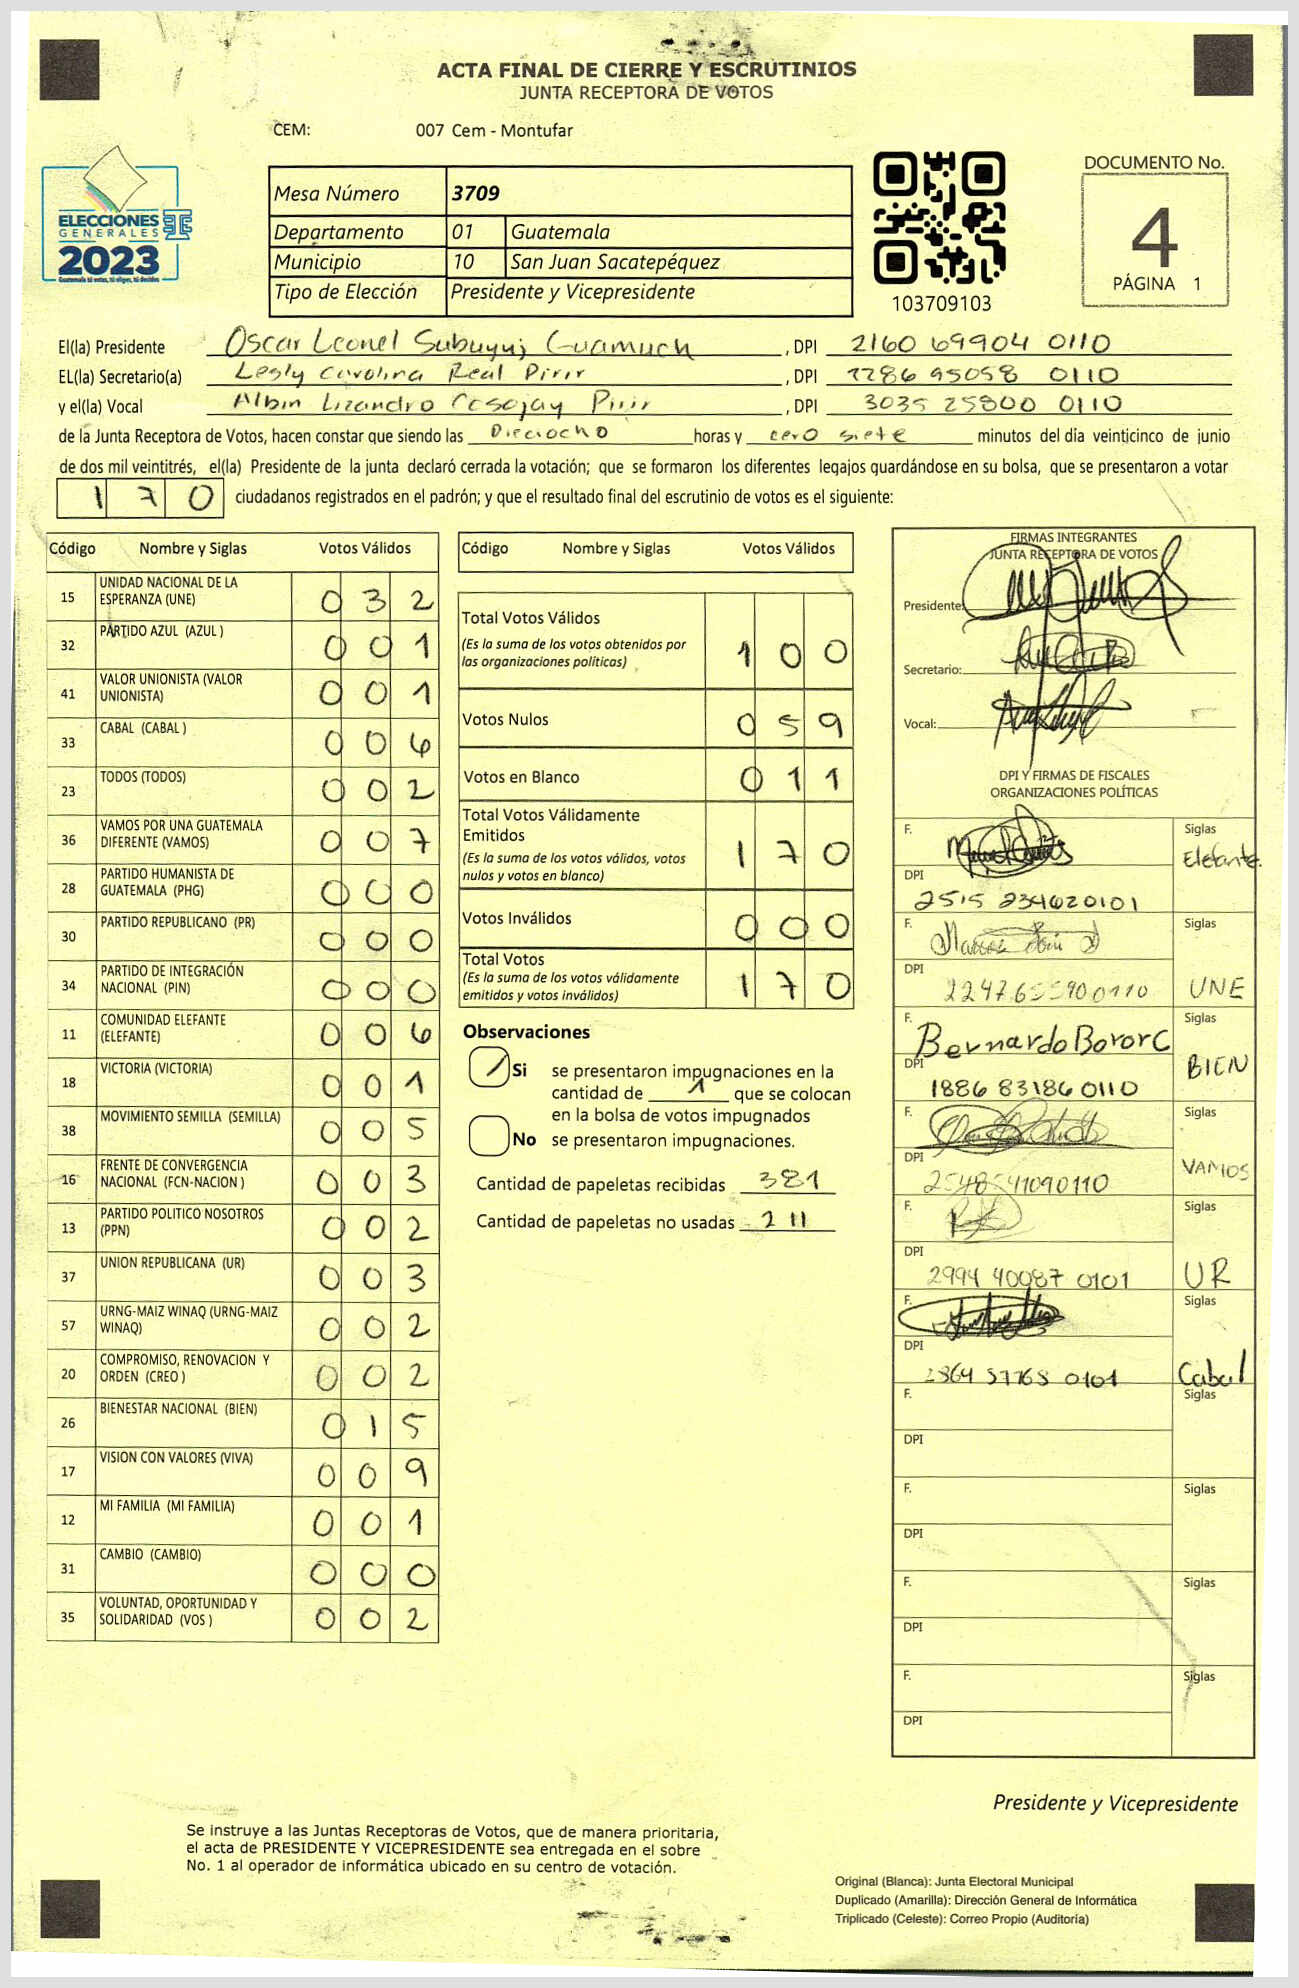 ACTA FINAL DE CIERRE Y ESCRUTINIOS
JUNTA RECEPTORA DE VOTOS
CEM: 007 Cem - Montufar
ELECCIONES
GENERALES
2023
Guatemala tú votas, tú eliges, tú decides
Mesa Número 3709
Departamento 01 Guatemala
Municipio 10 San Juan Sacatepéquez
Tipo de Elección Presidente y Vicepresidente
103709103
DOCUMENTO No.
4
PÁGINA 1
El(la) Presidente Oscar Leonel Subuyuj Guamuch, DPI 2160 69904 0110
EL(la) Secretario(a) Lesly Carolina Real Pirir, DPI 95058 0110
y el(la) Vocal Albin Lizandro Pirir, DPI 3035 25800 0110
de la Junta Receptora de Votos, hacen constar que siendo las Dieciocho horas y cero siete minutos del día veinticinco de junio
de dos mil veintitrés, el(la) Presidente de la junta declaró cerrada la votación; que se formaron los diferentes legajos guardándose en su bolsa, que se presentaron a votar
170 ciudadanos registrados en el padrón; y que el resultado final del escrutinio de votos es el siguiente:
Código Nombre y Siglas Votos Válidos
15 UNIDAD NACIONAL DE LA ESPERANZA (UNE) 0 3 2
32 PARTIDO AZUL (AZUL ) 0 0 1
41 VALOR UNIONISTA (VALOR UNIONISTA) 0 0 1
33 CABAL (CABAL ) 0 0 6
23 TODOS (TODOS) 0 0 2
36 VAMOS POR UNA GUATEMALA DIFERENTE (VAMOS) 0 0 7
28 PARTIDO HUMANISTA DE GUATEMALA (PHG) 0 0 0
30 PARTIDO REPUBLICANO (PR) 0 0 0
34 PARTIDO DE INTEGRACIÓN NACIONAL (PIN) 0 0 0
11 COMUNIDAD ELEFANTE (ELEFANTE) 0 0 6
18 VICTORIA (VICTORIA) 0 0 1
38 MOVIMIENTO SEMILLA (SEMILLA) 0 0 5
16 FRENTE DE CONVERGENCIA NACIONAL (FCN-NACION ) 0 0 3
13 PARTIDO POLITICO NOSOTROS (PPN) 0 0 2
37 UNION REPUBLICANA (UR) 0 0 3
57 URNG-MAIZ WINAQ (URNG-MAIZ WINAQ) 0 0 2
20 COMPROMISO, RENOVACION Y ORDEN (CREO ) 0 0 2
26 BIENESTAR NACIONAL (BIEN) 0 1 5
17 VISION CON VALORES (VIVA) 0 0 9
12 MI FAMILIA (MI FAMILIA) 0 0 1
31 CAMBIO (CAMBIO) 0 0 0
35 VOLUNTAD, OPORTUNIDAD Y SOLIDARIDAD (VOS ) 0 0 2
Código Nombre y Siglas Votos Válidos
Total Votos Válidos 1 0 0
(Es la suma de los votos obtenidos por
las organizaciones políticas)
Votos Nulos 0 5 9
Votos en Blanco 0 1 1
Total Votos Válidamente
Emitidos 1 7 0
(Es la suma de los votos válidos, votos
nulos y votos en blanco)
Votos Inválidos 0 0 0
Total Votos 1 7 0
(Es la suma de los votos válidamente
emitidos y votos inválidos)
Observaciones
Si se presentaron impugnaciones en la
cantidad de 1 que se colocan
en la bolsa de votos impugnados
No se presentaron impugnaciones.
Cantidad de papeletas recibidas 381
Cantidad de papeletas no usadas 211
FIRMAS INTEGRANTES
JUNTA RECEPTORA DE VOTOS
Presidente:
Secretario:
Vocal:
DPI Y FIRMAS DE FISCALES
ORGANIZACIONES POLÍTICAS
F. Siglas Elefante.
DPI 2515 234620101
F. Siglas UNE
DPI 2247655900110
F. Bernardo Boror C Siglas BIEN
DPI 1886 83186 0110
F. Siglas VAMOS
DPI 2548541090110
F. Siglas UR
DPI 2994 40087 0101
F. Siglas Cabal
DPI 0101
F. Siglas
DPI
F. Siglas
DPI
F. Siglas
DPI
F. Siglas
DPI
Presidente y Vicepresidente
Se instruye a las Juntas Receptoras de Votos, que de manera prioritaria,
el acta de PRESIDENTE Y VICEPRESIDENTE sea entregada en el sobre
No. 1 al operador de informática ubicado en su centro de votación.
Original (Blanca): Junta Electoral Municipal
Duplicado (Amarilla): Dirección General de Informática
Triplicado (Celeste): Correo Propio (Auditoría)